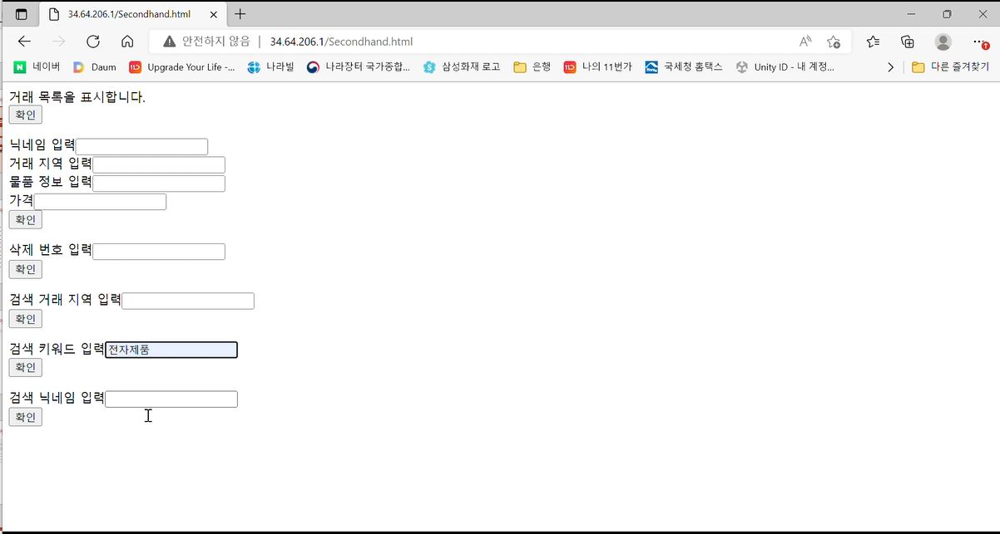 34.64.206.1/Secondhand.html
안전하지 않음 | 34.64.206.1/Secondhand.html
네이버 Daum Upgrade Your Life -... 나라빌 나라장터 국가종합... 삼성화재 로고 은행 나의 11번가 국세청 홈택스 Unity ID - 내 계정... 다른 즐겨찾기
거래 목록을 표시합니다.
확인
닉네임 입력
거래 지역 입력
물품 정보 입력
가격
확인
삭제 번호 입력
확인
검색 거래 지역 입력
확인
검색 키워드 입력 전자제품
확인
검색 닉네임 입력
확인